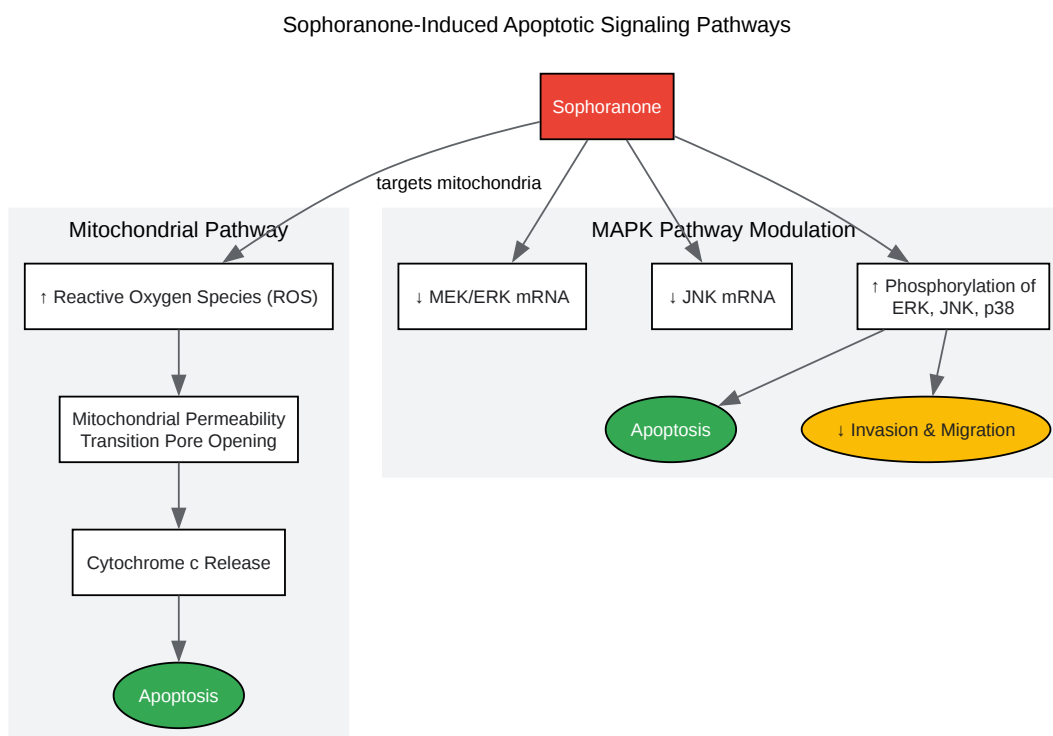 Sophoranone-Induced Apoptotic Signaling Pathways
Sophoranone
targets mitochondria
Mitochondrial Pathway
↑ Reactive Oxygen Species (ROS)
Mitochondrial Permeability
Transition Pore Opening
Cytochrome c Release
Apoptosis
MAPK Pathway Modulation
↓ MEK/ERK mRNA
↓ JNK mRNA
↑ Phosphorylation of
ERK, JNK, p38
Apoptosis
↓ Invasion & Migration